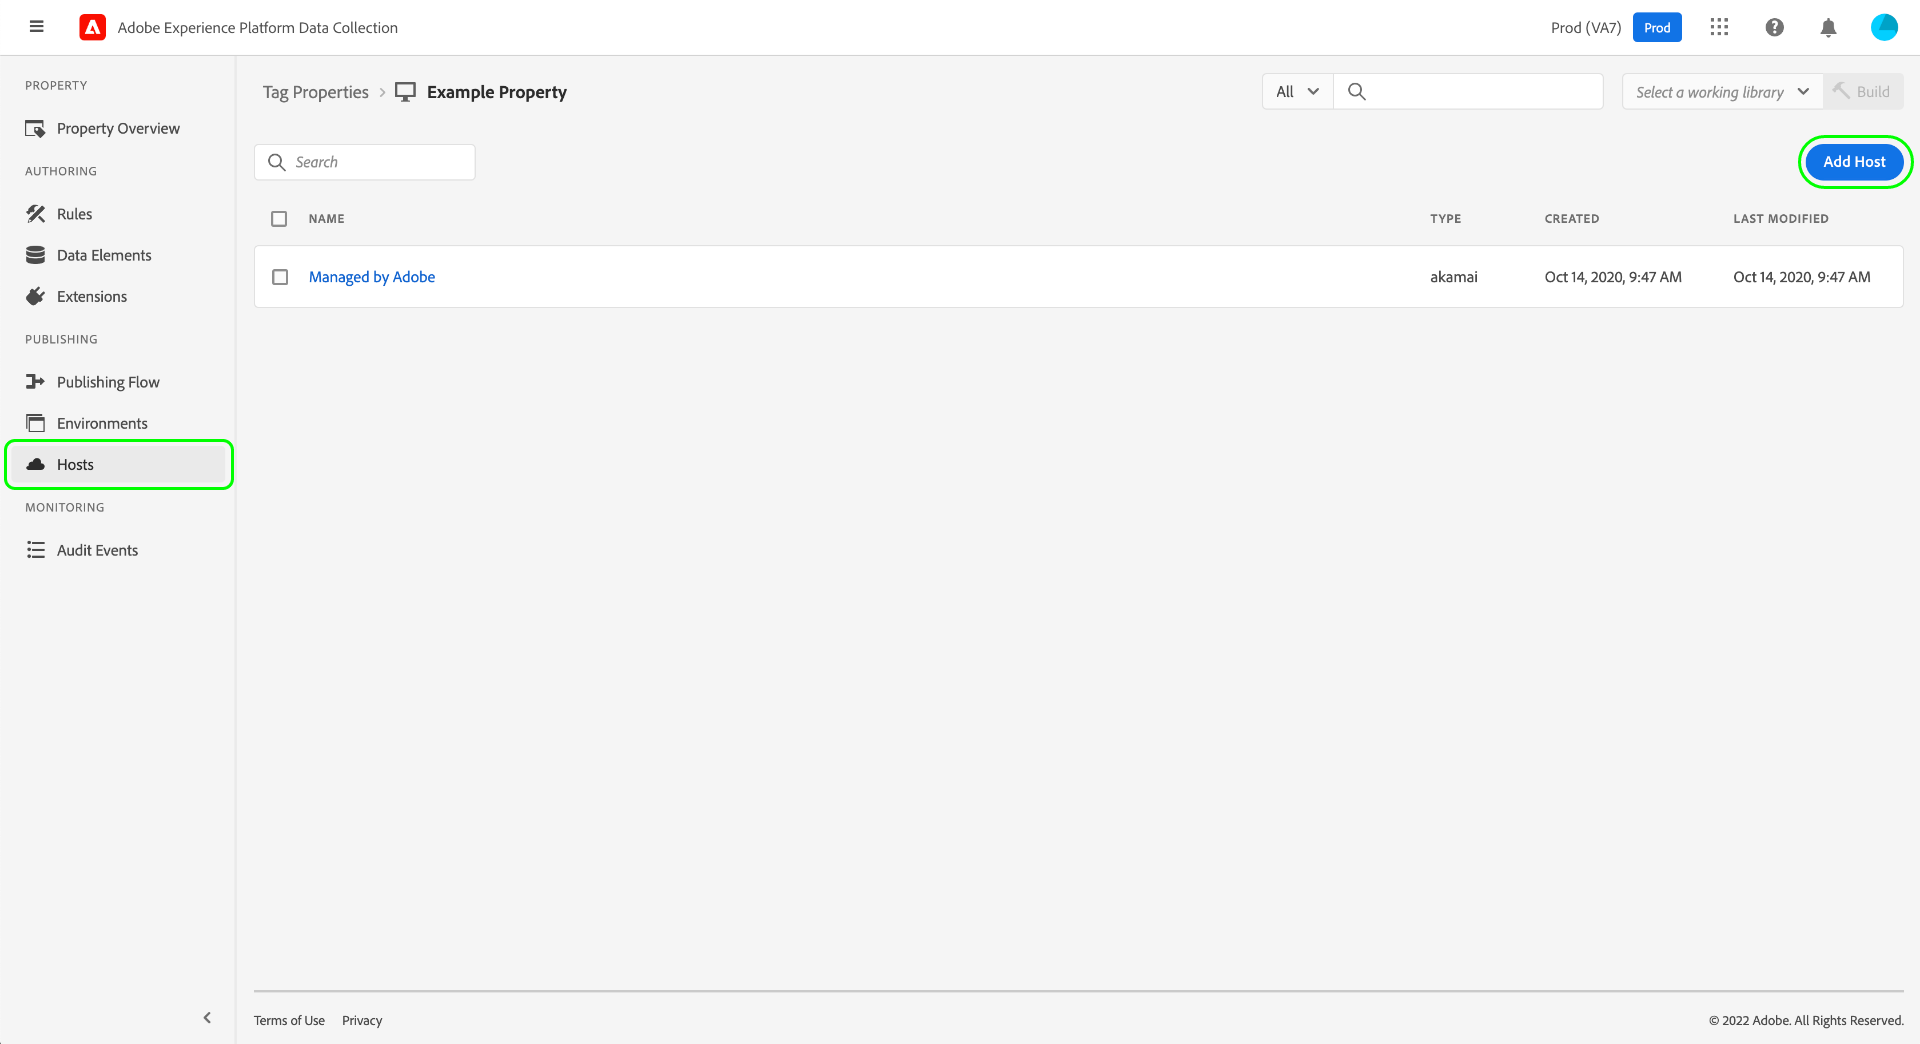 Adobe Experience Platform Data Collection
Prod (VA7)
Prod
PROPERTY
Property Overview
AUTHORING
Rules
Data Elements
Extensions
PUBLISHING
Publishing Flow
Environments
Hosts
MONITORING
Audit Events
Tag Properties > Example Property
All
Select a working library
Build
Search
Add Host
NAME TYPE CREATED LAST MODIFIED
Managed by Adobe akamai Oct 14, 2020, 9:47 AM Oct 14, 2020, 9:47 AM
Terms of Use Privacy
© 2022 Adobe. All Rights Reserved.